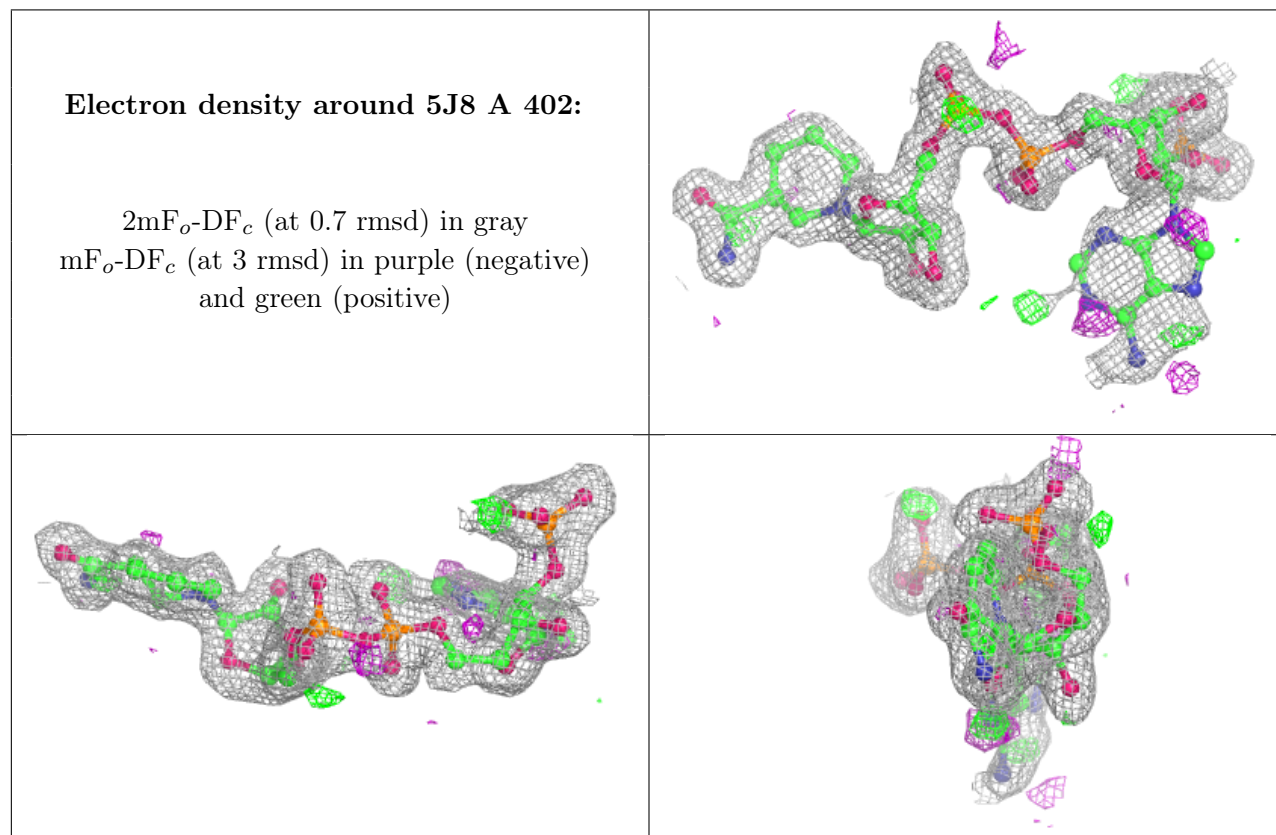 Electron density around 5J8 A 402:
2mFo-DFc (at 0.7 rmsd) in gray
mFo-DFc (at 3 rmsd) in purple (negative)
and green (positive)